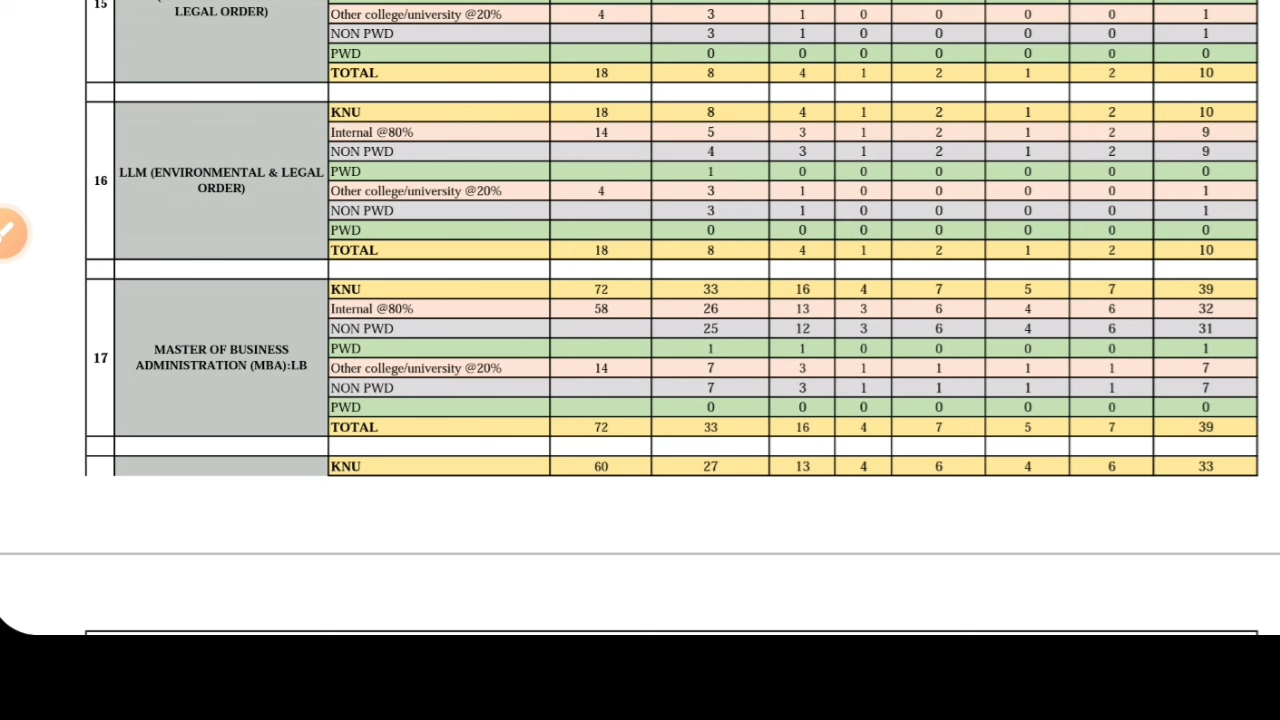 15
LEGAL ORDER)
Other college/university @20% 4 3 1 0 0 0 0 1
NON PWD 3 1 0 0 0 0 1
PWD 0 0 0 0 0 0 0
TOTAL 18 8 4 1 2 1 2 10
16
LLM (ENVIRONMENTAL & LEGAL
ORDER)
KNU 18 8 4 1 2 1 2 10
Internal @80% 14 5 3 1 2 1 2 9
NON PWD 4 3 1 2 1 2 9
PWD 1 0 0 0 0 0 0
Other college/university @20% 4 3 1 0 0 0 0 1
NON PWD 3 1 0 0 0 0 1
PWD 0 0 0 0 0 0 0
TOTAL 18 8 4 1 2 1 2 10
17
MASTER OF BUSINESS
ADMINISTRATION (MBA):LB
KNU 72 33 16 4 7 5 7 39
Internal @80% 58 26 13 3 6 4 6 32
NON PWD 25 12 3 6 4 6 31
PWD 1 1 0 0 0 0 1
Other college/university @20% 14 7 3 1 1 1 1 7
NON PWD 7 3 1 1 1 1 7
PWD 0 0 0 0 0 0 0
TOTAL 72 33 16 4 7 5 7 39
KNU 60 27 13 4 6 4 6 33